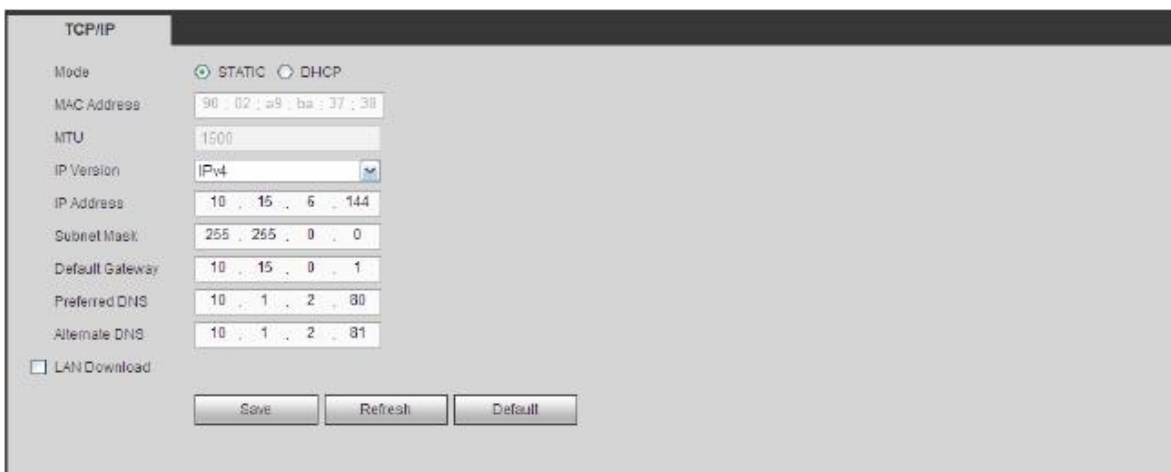 TCP/IP
Mode STATIC DHCP
MAC Address 90 : 02 : a9 : ba : 37 : 38
MTU 1500
IP Version IPv4
IP Address 10 . 15 . 6 . 144
Subnet Mask 255 . 255 . 0 . 0
Default Gateway 10 . 15 . 0 . 1
Preferred DNS 10 . 1 . 2 . 80
Alternate DNS 10 . 1 . 2 . 81
LAN Download
Save Refresh Default